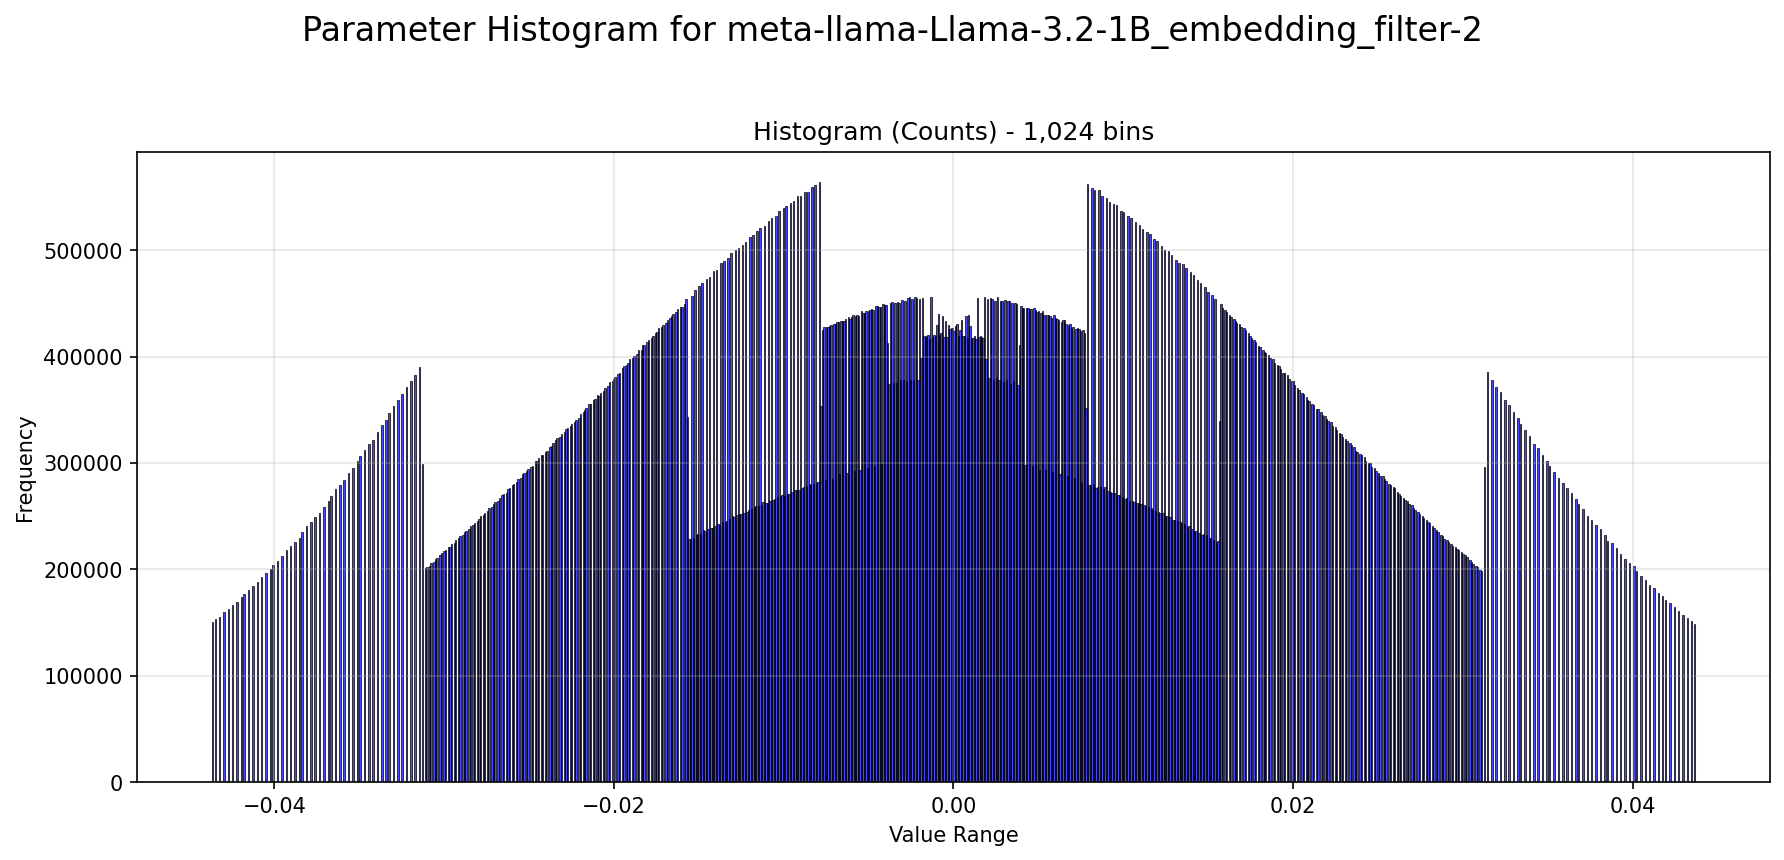 Parameter Histogram for meta-llama-Llama-3.2-1B_embedding_filter-2
Histogram (Counts) - 1,024 bins
500000
400000
300000
200000
100000
0
Frequency
−0.04 −0.02 0.00 0.02 0.04
Value Range